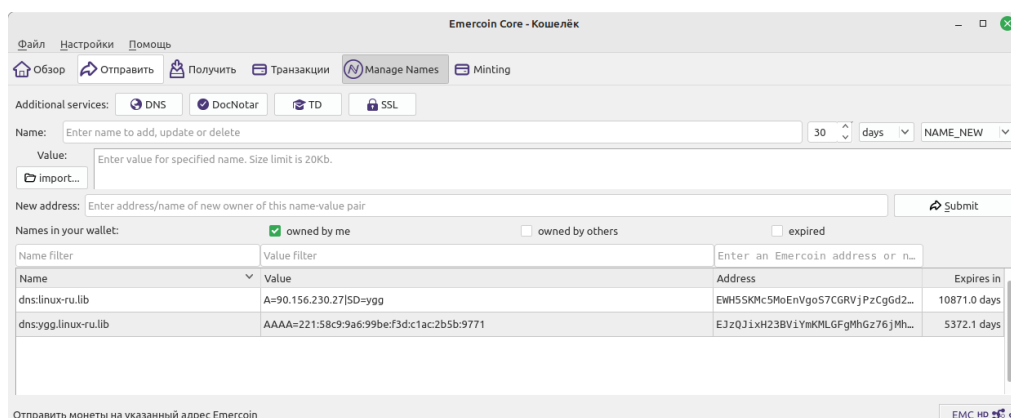 Emercoin Core - Кошелёк
Файл Настройки Помощь
Обзор Отправить Получить Транзакции Manage Names Minting
Additional services: DNS DocNotar TD SSL
Name: Enter name to add, update or delete 30 days NAME_NEW
Value: Enter value for specified name. Size limit is 20Kb.
import...
New address: Enter address/name of new owner of this name-value pair Submit
Names in your wallet: owned by me owned by others expired
Name filter Value filter Enter an Emercoin address or n…
Name Value Address Expires in
dns:linux-ru.lib A=90.156.230.27|SD=ygg EWH5SKMc5MoEnVgoS7CGRVjPzCgGd2… 10871.0 days
dns:ygg.linux-ru.lib AAAA=221:58c9:9a6:99be:f3d:c1ac:2b5b:9771 EJzQJixH23BViYmKMLGFgMhGz76jMh… 5372.1 days
Отправить монеты на указанный адрес Emercoin EMC HD